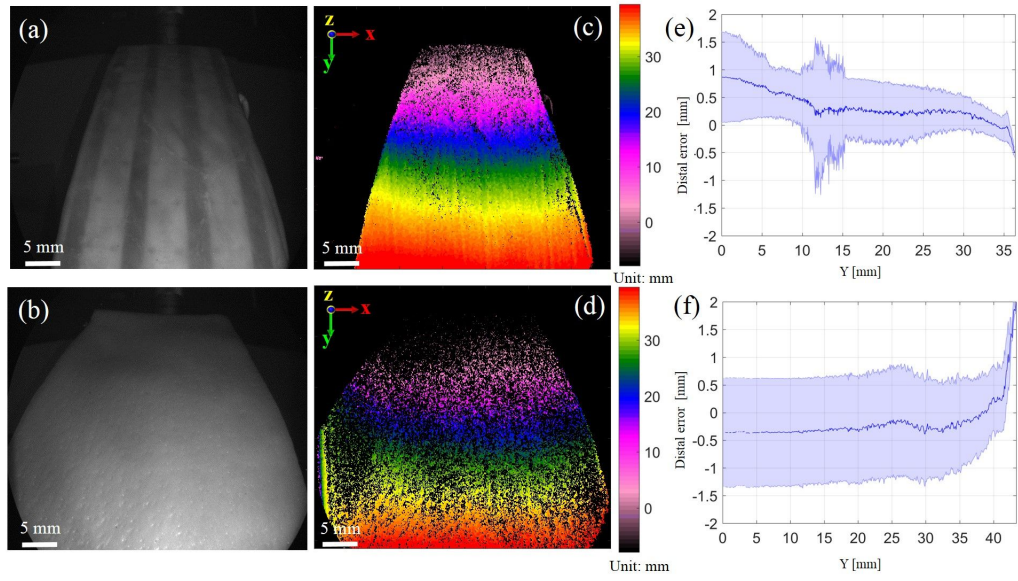 (a)
5 mm
z
x
y
(c)
5 mm
30
20
10
0
Unit: mm
(e)
Distal error [mm]
2
1.5
1
0.5
0
-0.5
-1
-1.5
-2
0 5 10 15 20 25 30 35
Y [mm]
(b)
5 mm
z
x
y
(d)
5 mm
30
20
10
0
Unit: mm
(f)
Distal error [mm]
2
1.5
1
0.5
0
-0.5
-1
-1.5
-2
0 5 10 15 20 25 30 35 40
Y [mm]